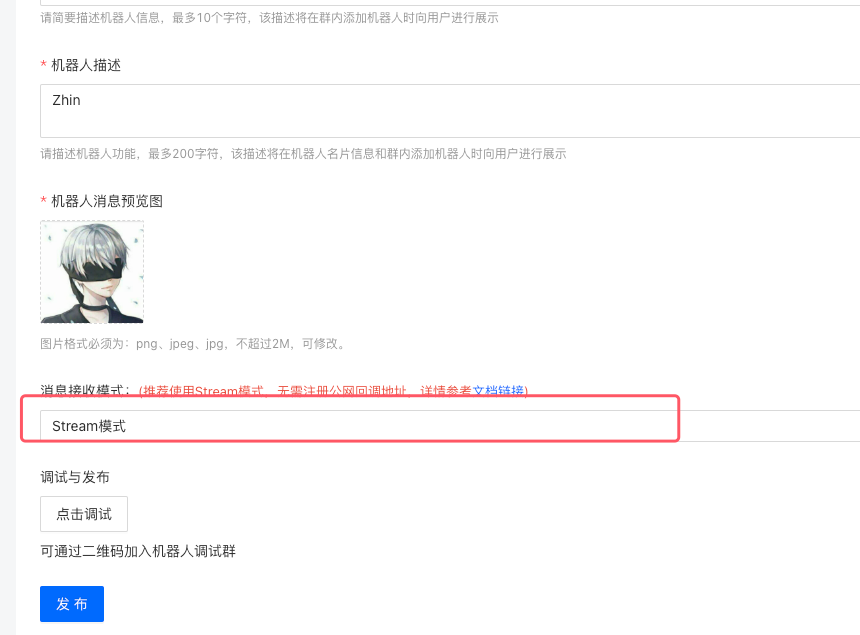 请简要描述机器人信息，最多10个字符，该描述将在群内添加机器人时向用户进行展示
* 机器人描述
Zhin
请描述机器人功能，最多200字符，该描述将在机器人名片信息和群内添加机器人时向用户进行展示
* 机器人消息预览图
图片格式必须为：png、jpeg、jpg，不超过2M，可修改。
消息接收模式：(推荐使用Stream模式，无需注册公网回调地址，详情参考文档链接)
Stream模式
调试与发布
点击调试
可通过二维码加入机器人调试群
发 布